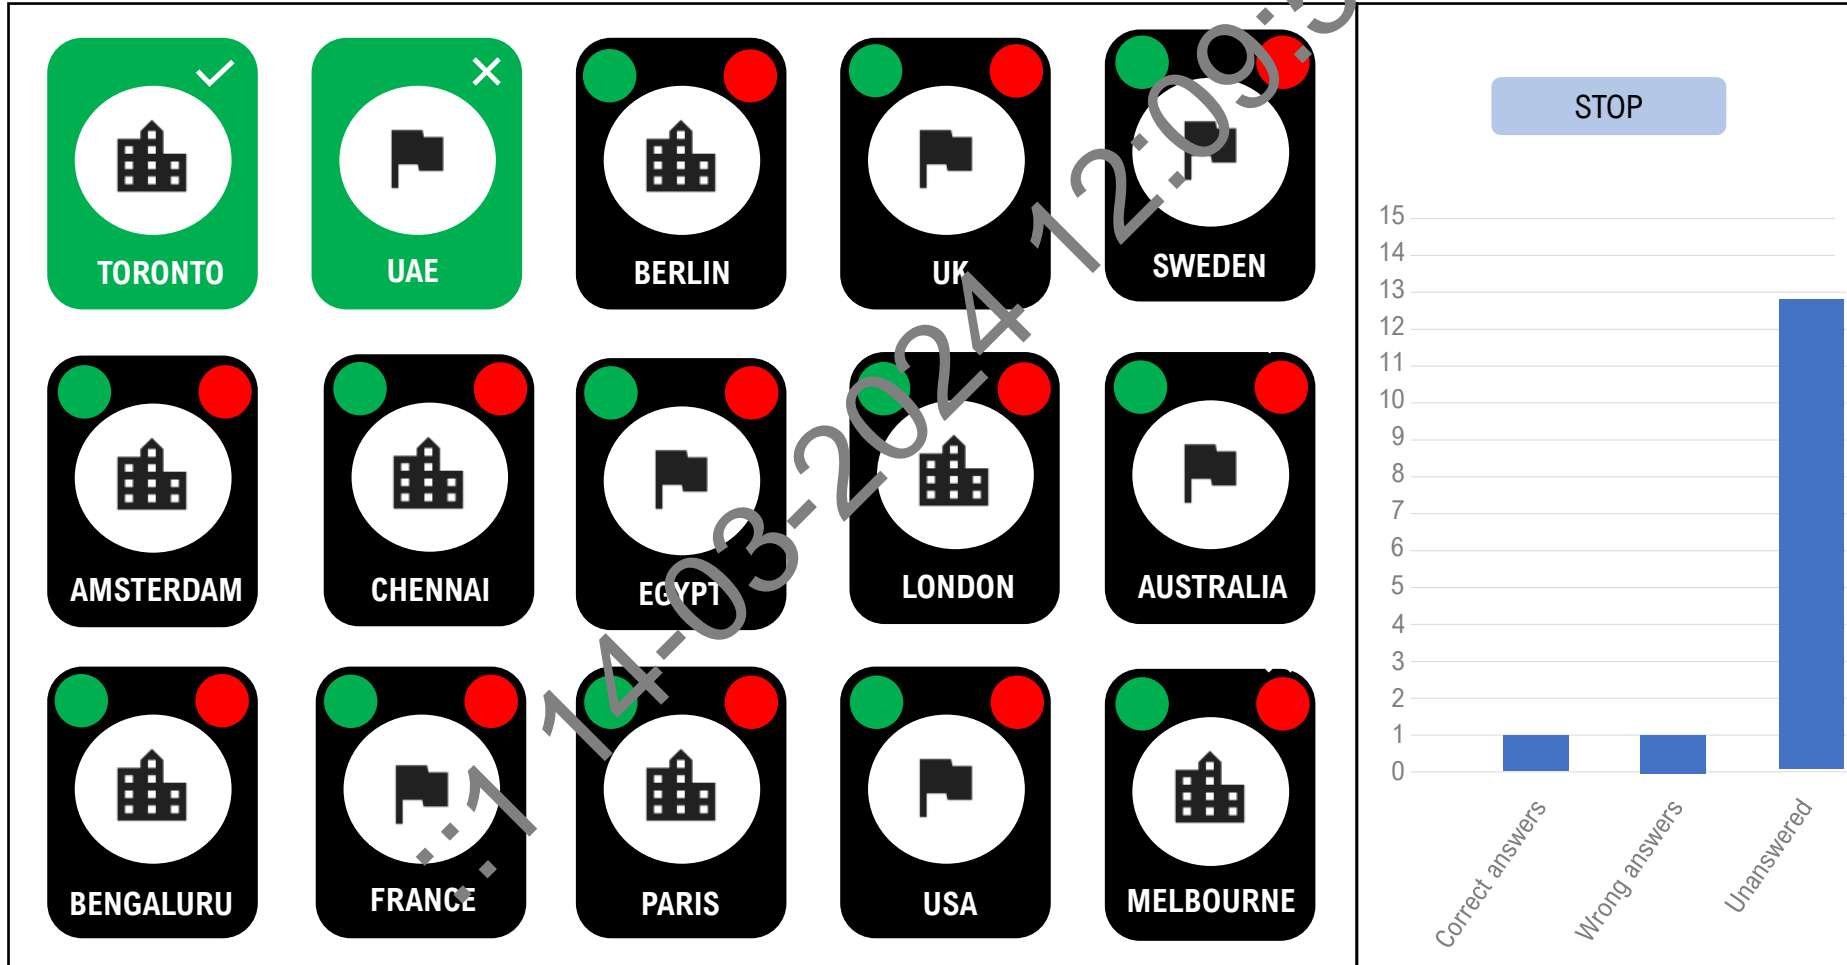 TORONTO
UAE
BERLIN
UK
SWEDEN
AMSTERDAM
CHENNAI
EGYPT
LONDON
AUSTRALIA
BENGALURU
FRANCE
PARIS
USA
MELBOURNE
14-03-2024 12:09:
STOP
15
14
13
12
11
10
9
8
7
6
5
4
3
2
1
0
Correct answers
Wrong answers
Unanswered